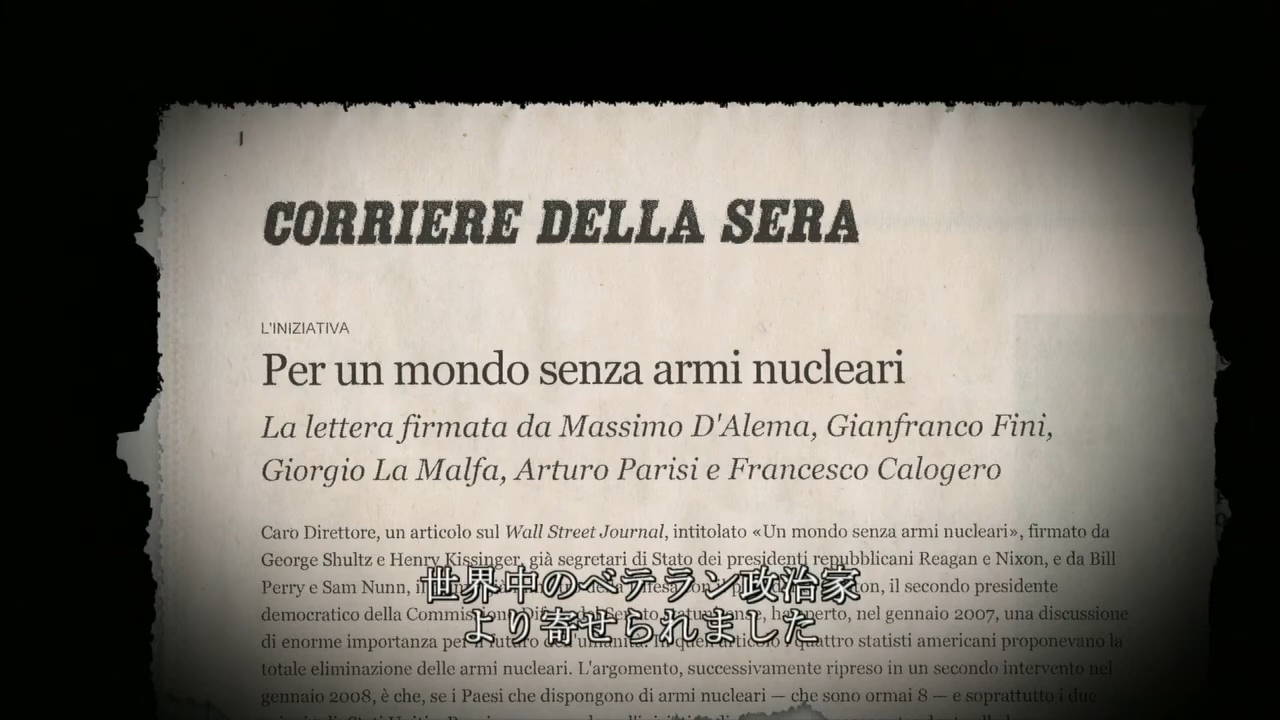 CORRIERE DELLA SERA
L'INIZIATIVA
Per un mondo senza armi nucleari
La lettera firmata da Massimo D'Alema, Gianfranco Fini,
Giorgio La Malfa, Arturo Parisi e Francesco Calogero
Caro Direttore, un articolo sul Wall Street Journal, intitolato «Un mondo senza armi nucleari», firmato da
George Shultz e Henry Kissinger, già segretari di Stato dei presidenti repubblicani Reagan e Nixon, e da Bill
Perry e Sam Nunn, il secondo presidente
democratico della nel gennaio 2007, una discussione
di enorme importanza statisti americani proponevano la
totale eliminazione delle armi nucleari. L'argomento, successivamente ripreso in un secondo intervento nel
gennaio 2008, è che, se i Paesi che dispongono di armi nucleari — che sono ormai 8 — e soprattutto i due
世界中のベテラン政治家
より寄せられました